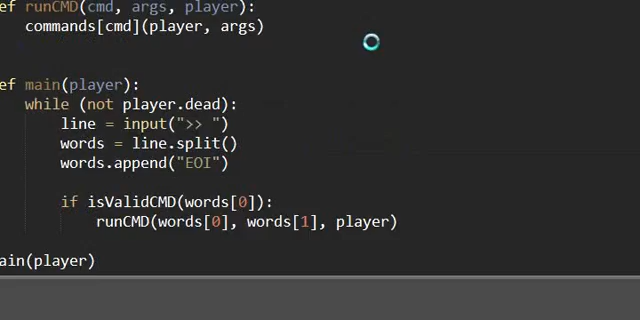 ef runCMD(cmd, args, player):
commands[cmd](player, args)
ef main(player):
while (not player.dead):
line = input(">> ")
words = line.split()
words.append("EOI")
if isValidCMD(words[0]):
runCMD(words[0], words[1], player)
ain(player)